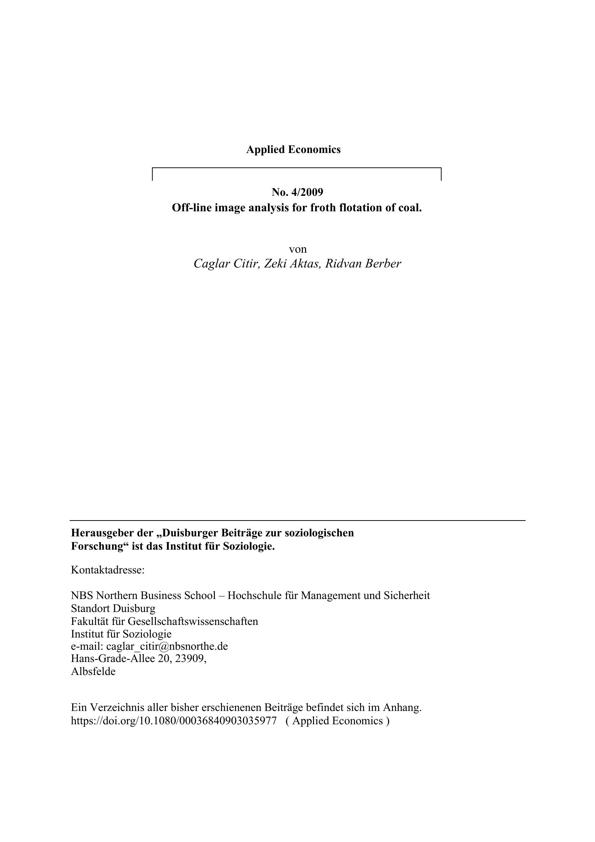 Applied Economics
No. 4/2009
Off-line image analysis for froth flotation of coal.
von
Caglar Citir, Zeki Aktas, Ridvan Berber
Herausgeber der „Duisburger Beiträge zur soziologischen
Forschung“ ist das Institut für Soziologie.
Kontaktadresse:
NBS Northern Business School – Hochschule für Management und Sicherheit
Standort Duisburg
Fakultät für Gesellschaftswissenschaften
Institut für Soziologie
e-mail: caglar_citir@nbsnorthe.de
Hans-Grade-Allee 20, 23909,
Albsfelde
Ein Verzeichnis aller bisher erschienenen Beiträge befindet sich im Anhang.
https://doi.org/10.1080/00036840903035977 ( Applied Economics )